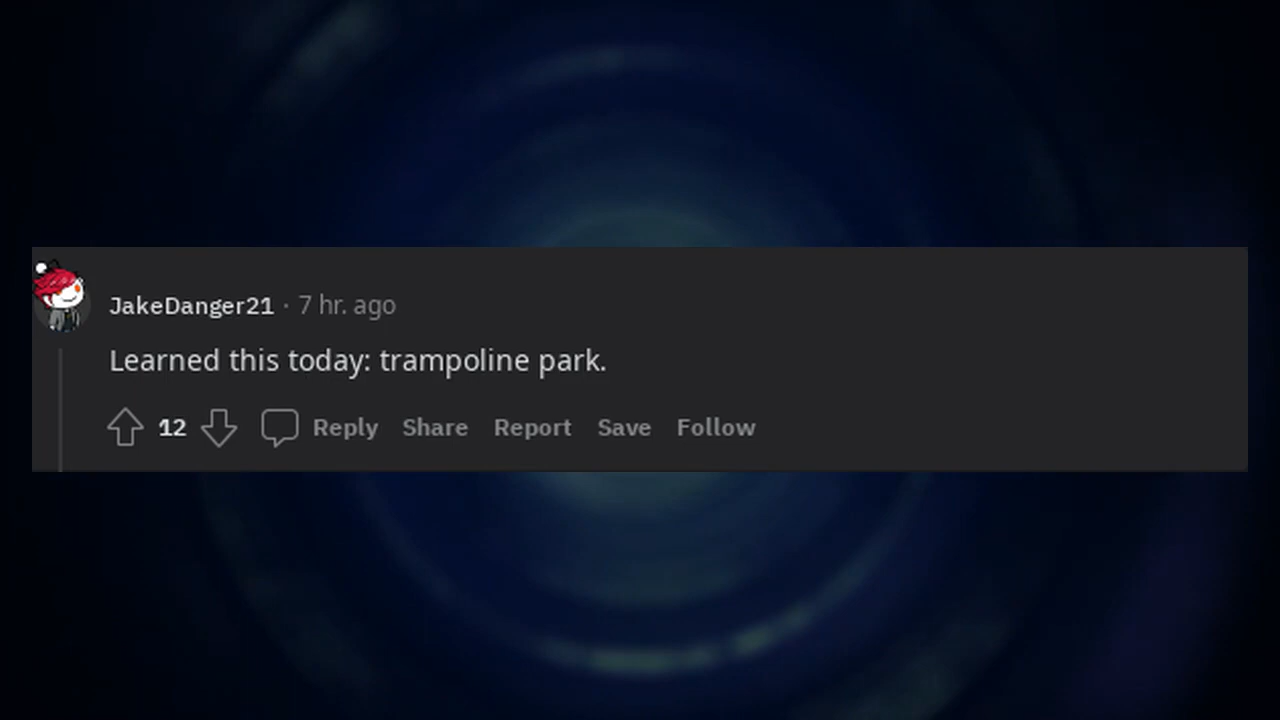 JakeDanger21 · 7 hr. ago
Learned this today: trampoline park.
12 Reply Share Report Save Follow